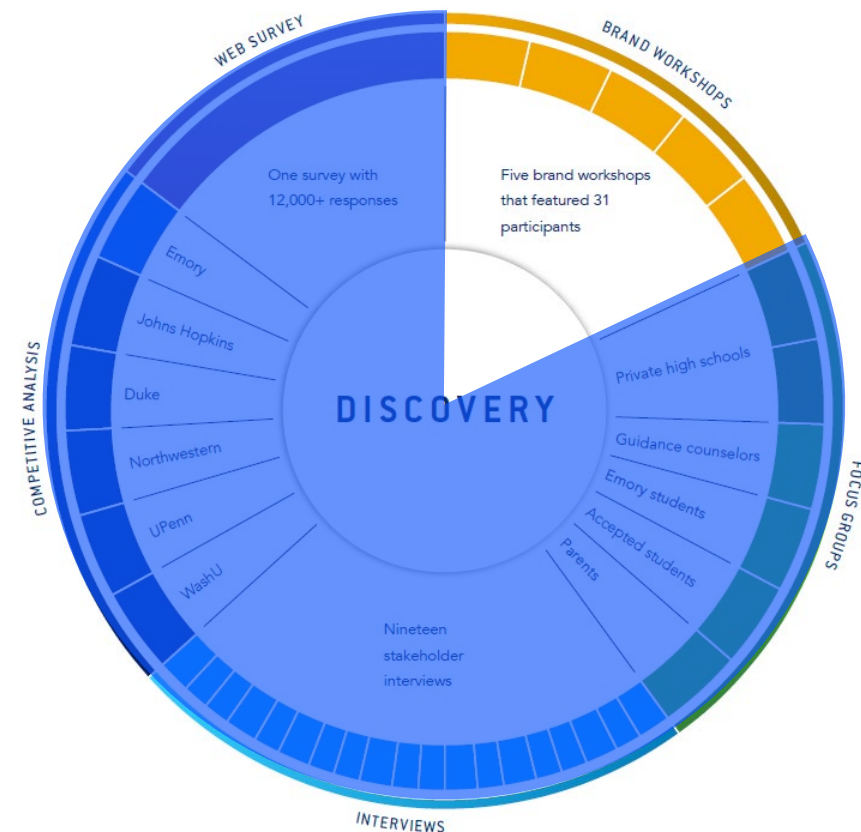 WEB SURVEY
BRAND WORKSHOPS
One survey with
12,000+ responses
Five brand workshops
that featured 31
participants
Emory
Johns Hopkins
Duke
Northwestern
UPenn
WashU
COMPETITIVE ANALYSIS
DISCOVERY
Private high schools
Guidance counselors
Emory students
Accepted students
Parents
FOCUS GROUPS
Nineteen
stakeholder
interviews
INTERVIEWS